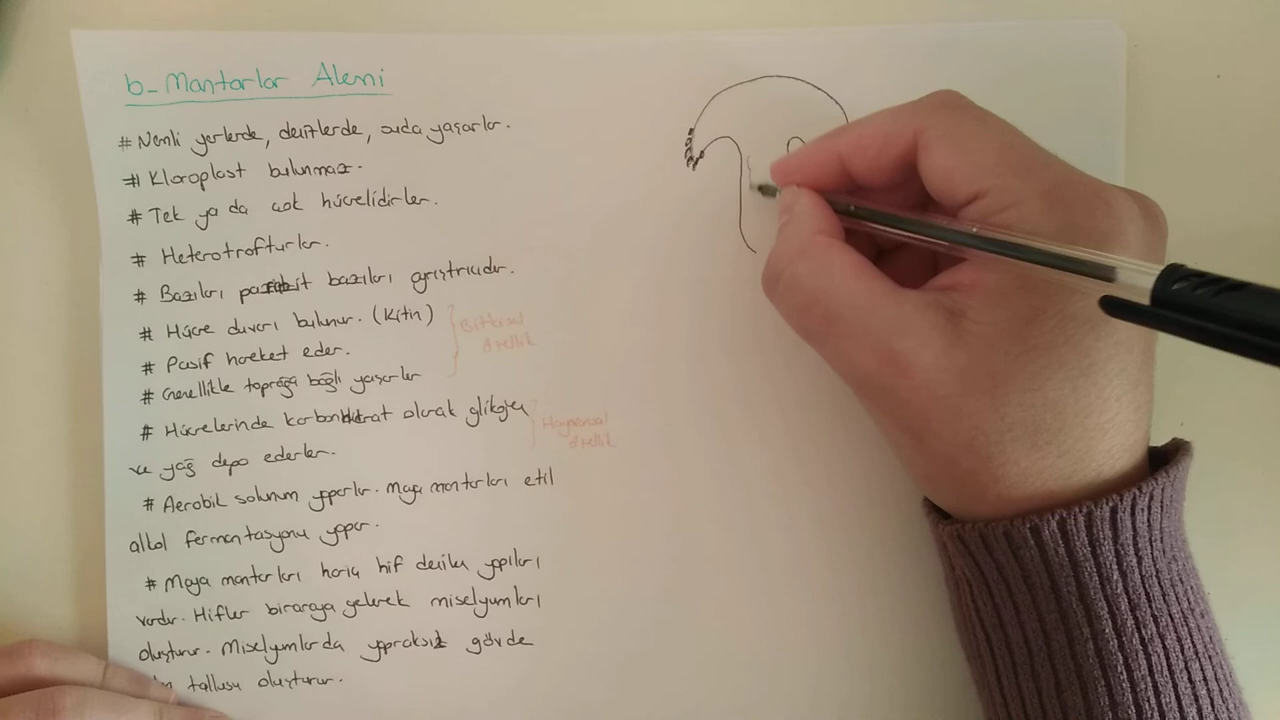 b- Mantarlar Alemi
# Nemli yerlerde, denizlerde, suda yaşarlar.
# Kloroplast bulunmaz.
# Tek ya da çok hücrelidirler.
# Heterotrofturlar.
# Bazıları parazit bazıları ayrıştırıcıdır.
# Hücre duvarı bulunur. (Kitin)
# Pasif hareket eder.
# Genellikle toprağa bağlı yaşarlar
Bitkisel
özellik
# Hücrelerinde karbonhidrat olarak glikojen
ve yağ depo ederler.
Hayvansal
özellik
# Aerobik solunum yaparlar. Maya mantarları etil
alkol fermantasyonu yapar.
# Maya mantarları hariç hif denilen yapıları
vardır. Hifler biraraya gelerek miselyumları
oluşturur. Miselyumlarda yapraksız gövde
tallusu oluşturur.